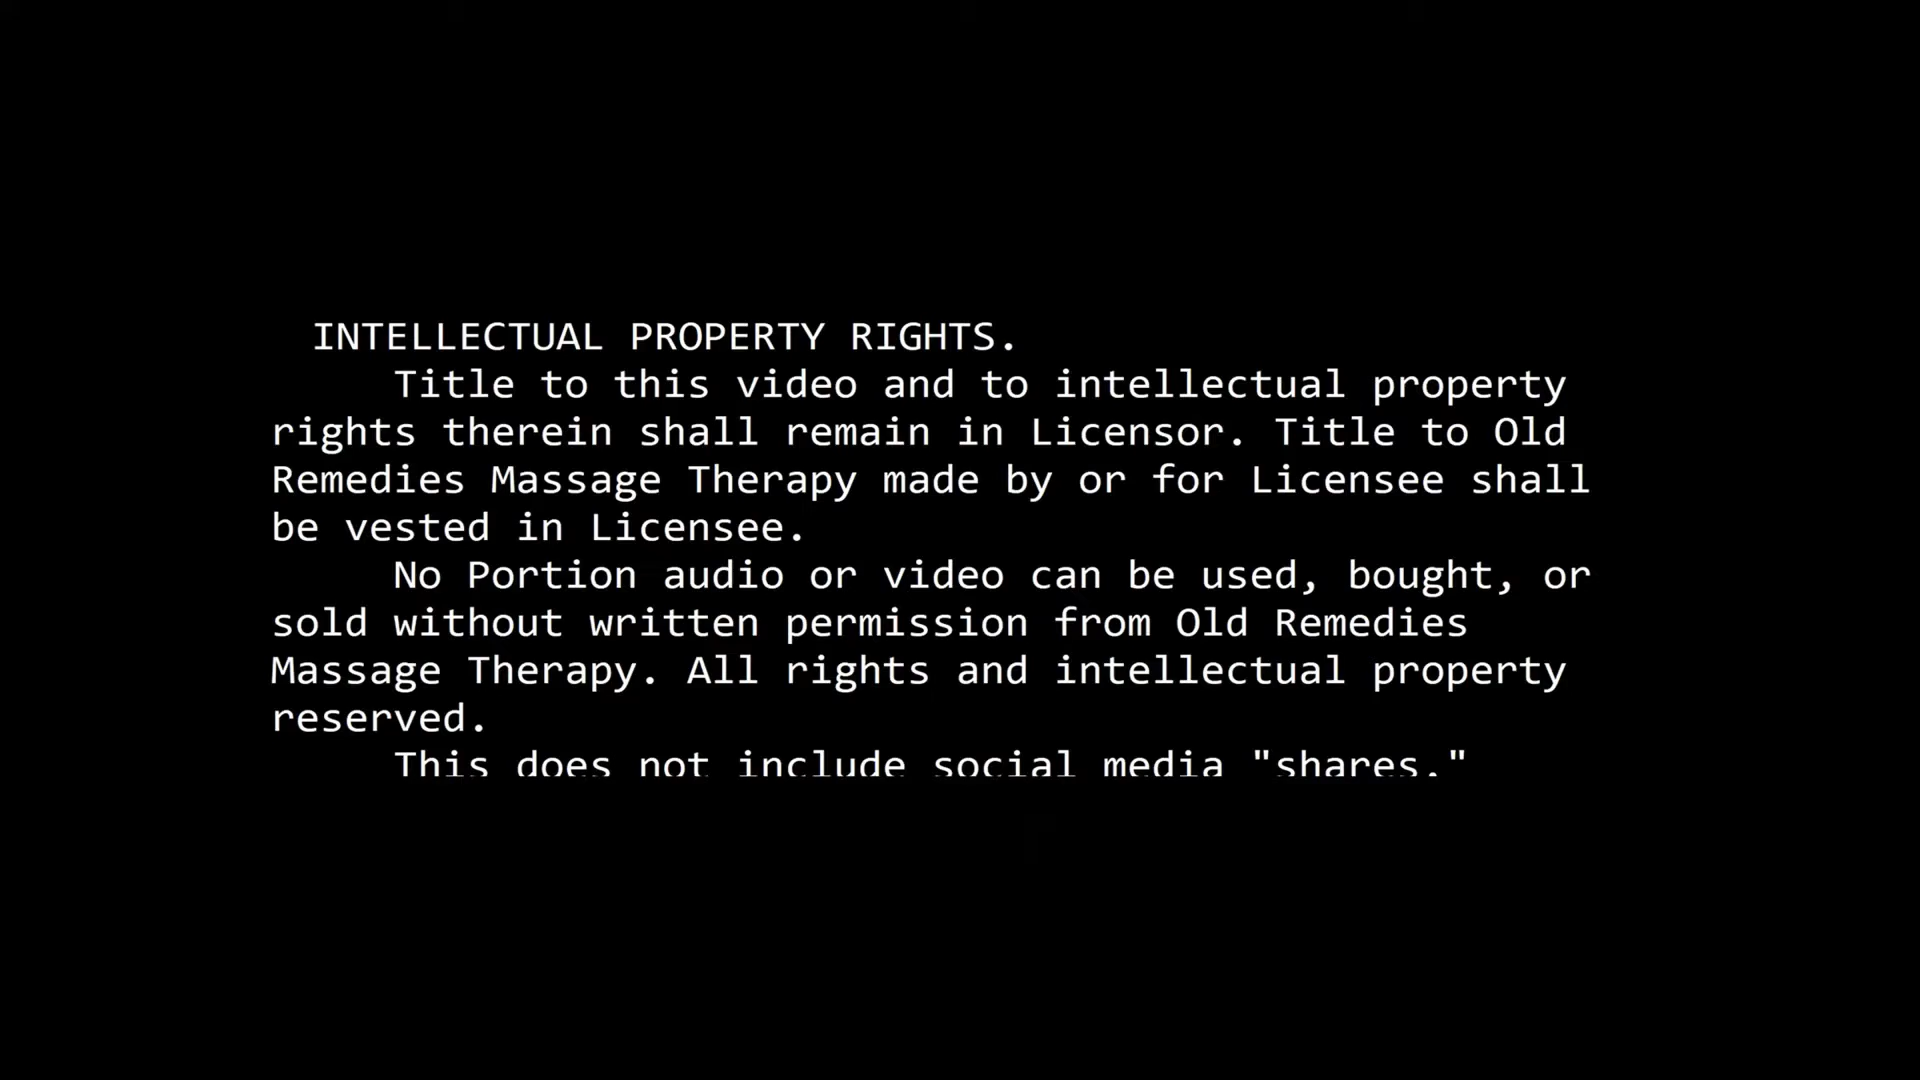 INTELLECTUAL PROPERTY RIGHTS.
Title to this video and to intellectual property
rights therein shall remain in Licensor. Title to Old
Remedies Massage Therapy made by or for Licensee shall
be vested in Licensee.
No Portion audio or video can be used, bought, or
sold without written permission from Old Remedies
Massage Therapy. All rights and intellectual property
reserved.
This does not include social media "shares."